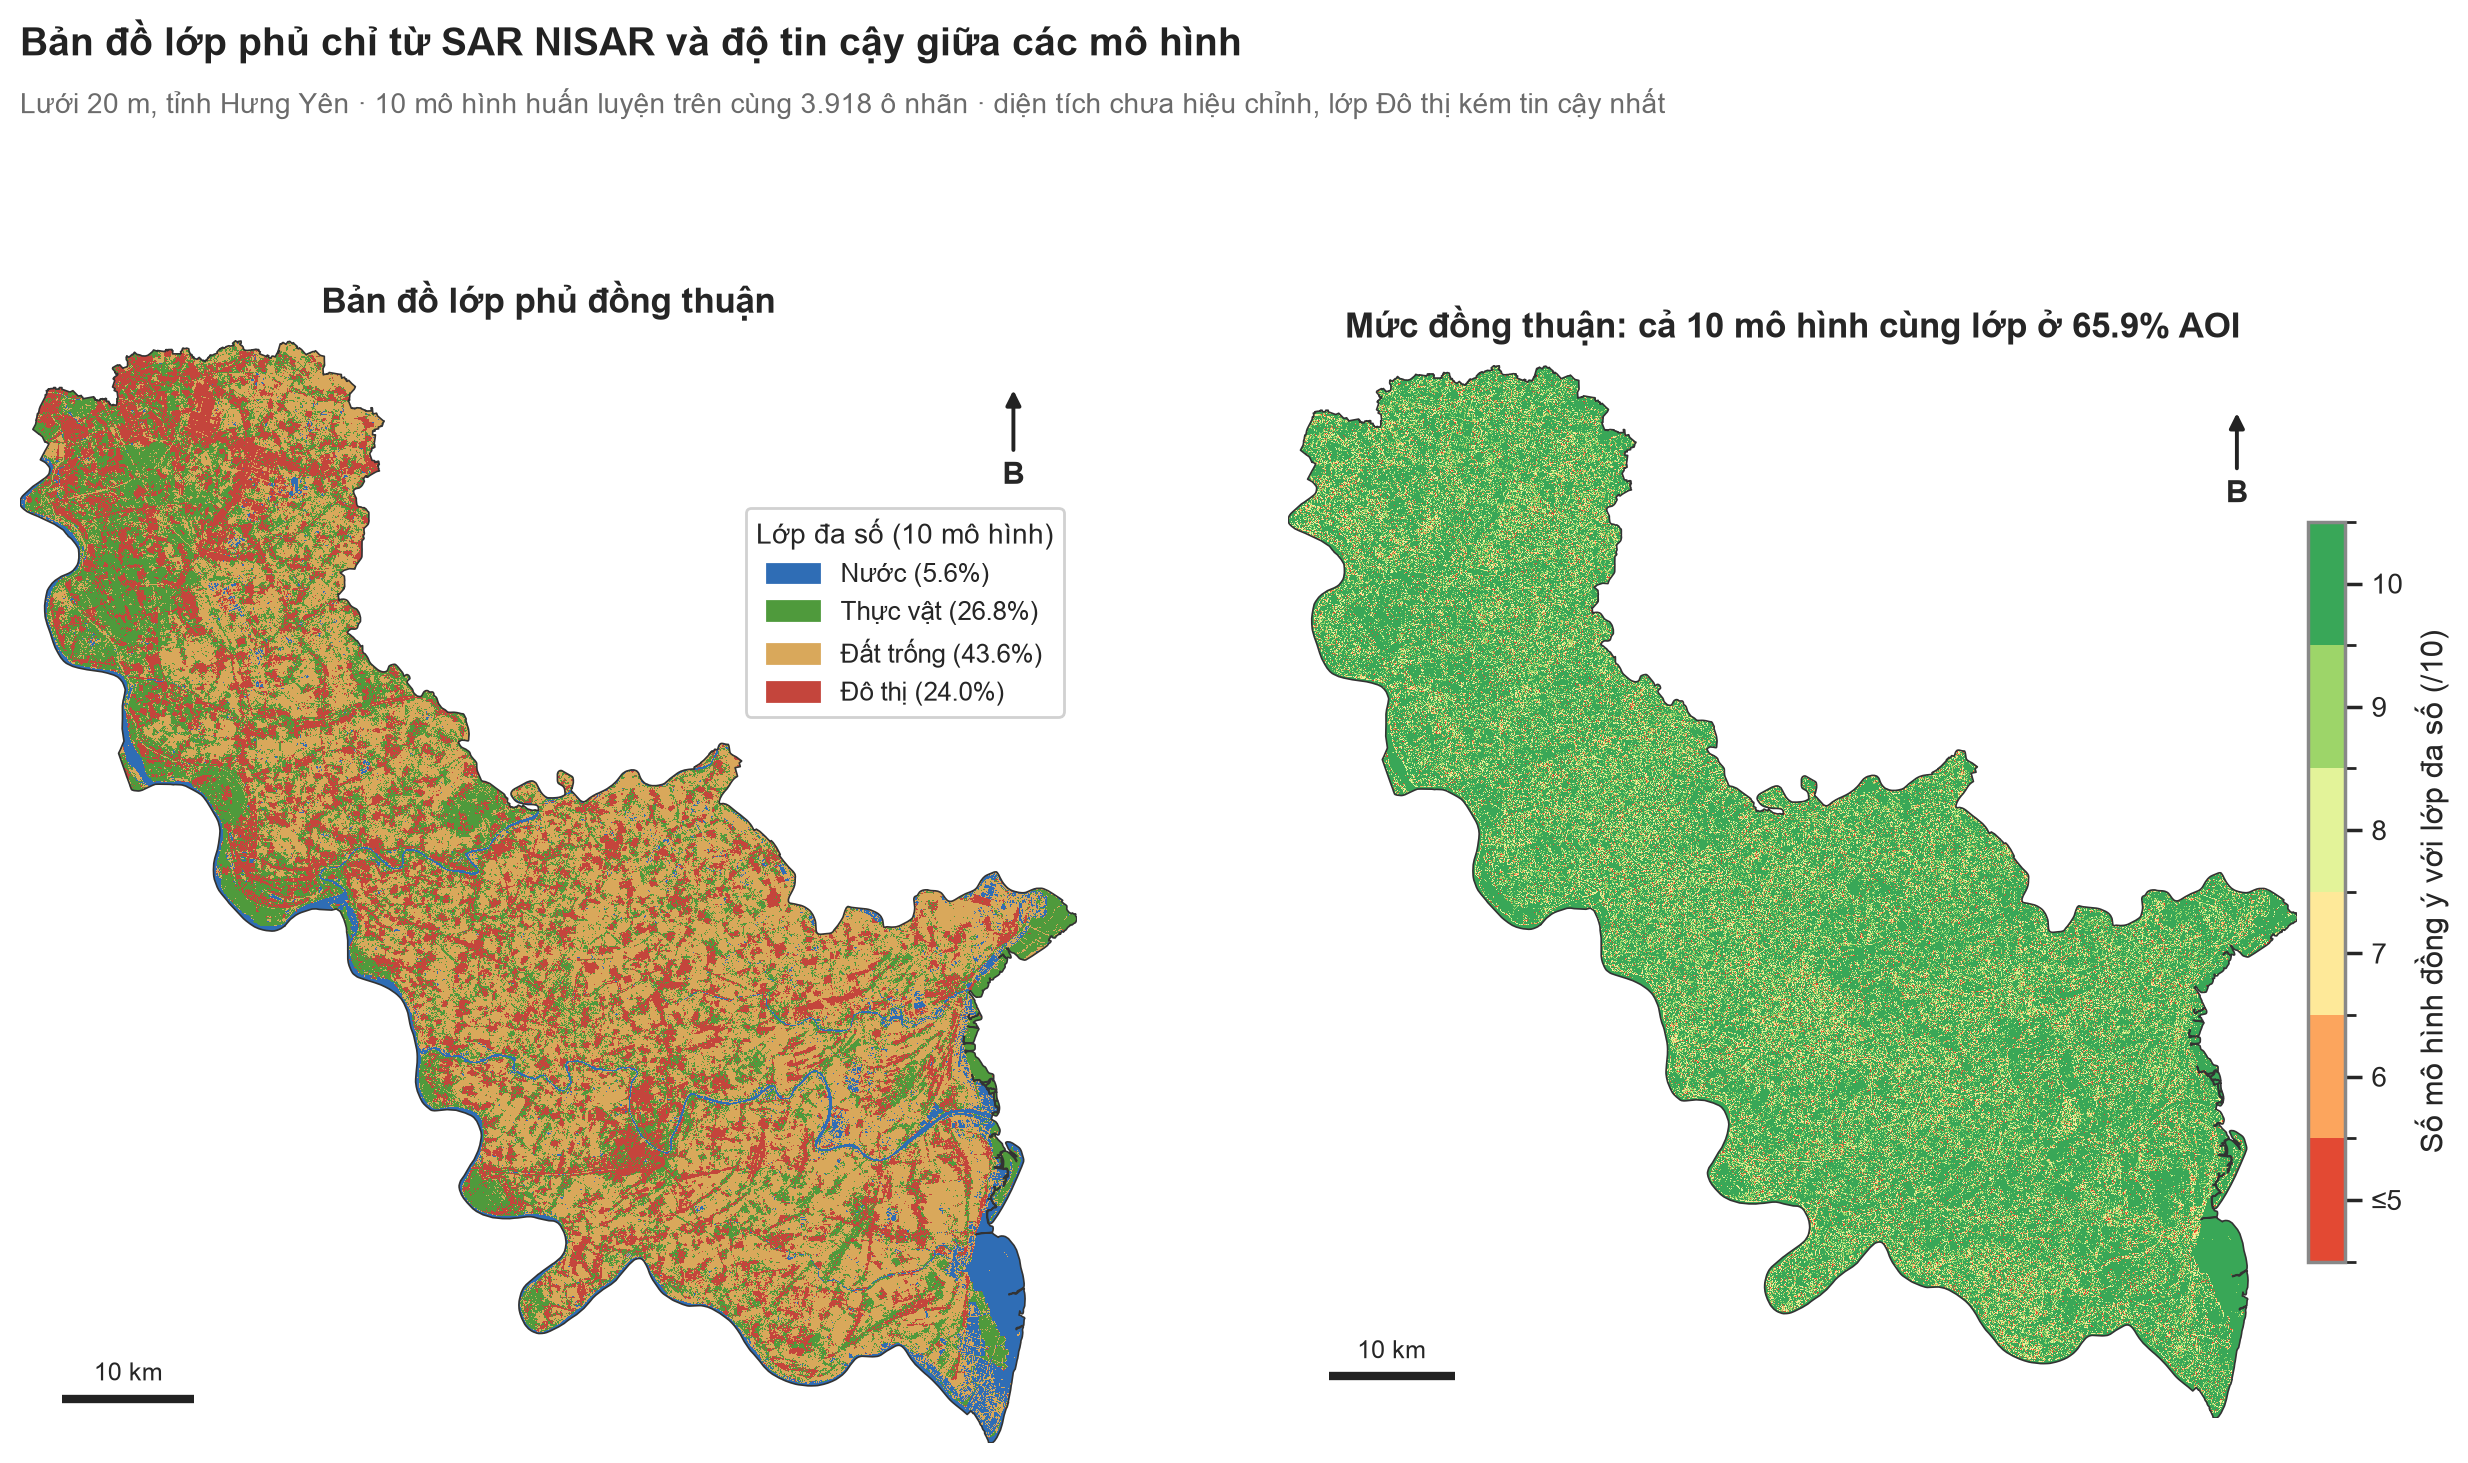 Bản đồ lớp phủ chỉ từ SAR NISAR và độ tin cậy giữa các mô hình
Lưới 20 m, tỉnh Hưng Yên · 10 mô hình huấn luyện trên cùng 3.918 ô nhãn · diện tích chưa hiệu chỉnh, lớp Đô thị kém tin cậy nhất
Bản đồ lớp phủ đồng thuận
B
Lớp đa số (10 mô hình)
Nước (5.6%)
Thực vật (26.8%)
Đất trống (43.6%)
Đô thị (24.0%)
10 km
Mức đồng thuận: cả 10 mô hình cùng lớp ở 65.9% AOI
B
10
9
8
7
6
≤5
Số mô hình đồng ý với lớp đa số (/10)
10 km